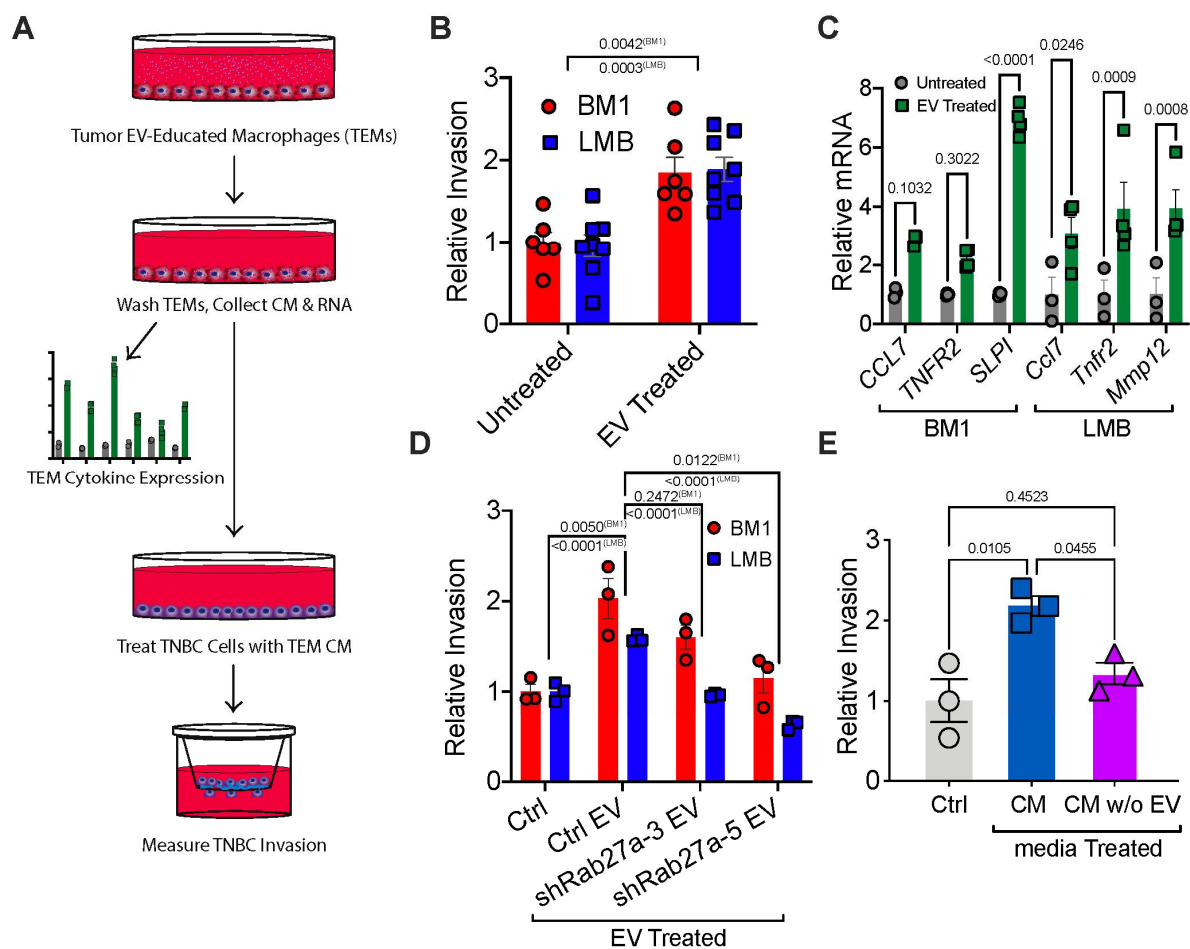 A
Tumor EV-Educated Macrophages (TEMs)
Wash TEMs, Collect CM & RNA
TEM Cytokine Expression
Treat TNBC Cells with TEM CM
Measure TNBC Invasion
B
0.0042(BM1)
0.0003(LMB)
BM1
LMB
Relative Invasion
3
2
1
0
Untreated
EV Treated
C
Untreated
EV Treated
<0.0001
0.0246
0.0009
0.0008
0.1032
0.3022
Relative mRNA
8
6
4
2
0
CCL7
TNFR2
SLPI
Ccl7
Tnfr2
Mmp12
BM1
LMB
D
0.0122(BM1)
<0.0001(LMB)
0.2472(BM1)
<0.0001(LMB)
0.0050(BM1)
<0.0001(LMB)
BM1
LMB
Relative Invasion
3
2
1
0
Ctrl
Ctrl EV
shRab27a-3 EV
shRab27a-5 EV
EV Treated
E
0.4523
0.0105
0.0455
Relative Invasion
3
2
1
0
Ctrl
CM
CM w/o EV
media Treated